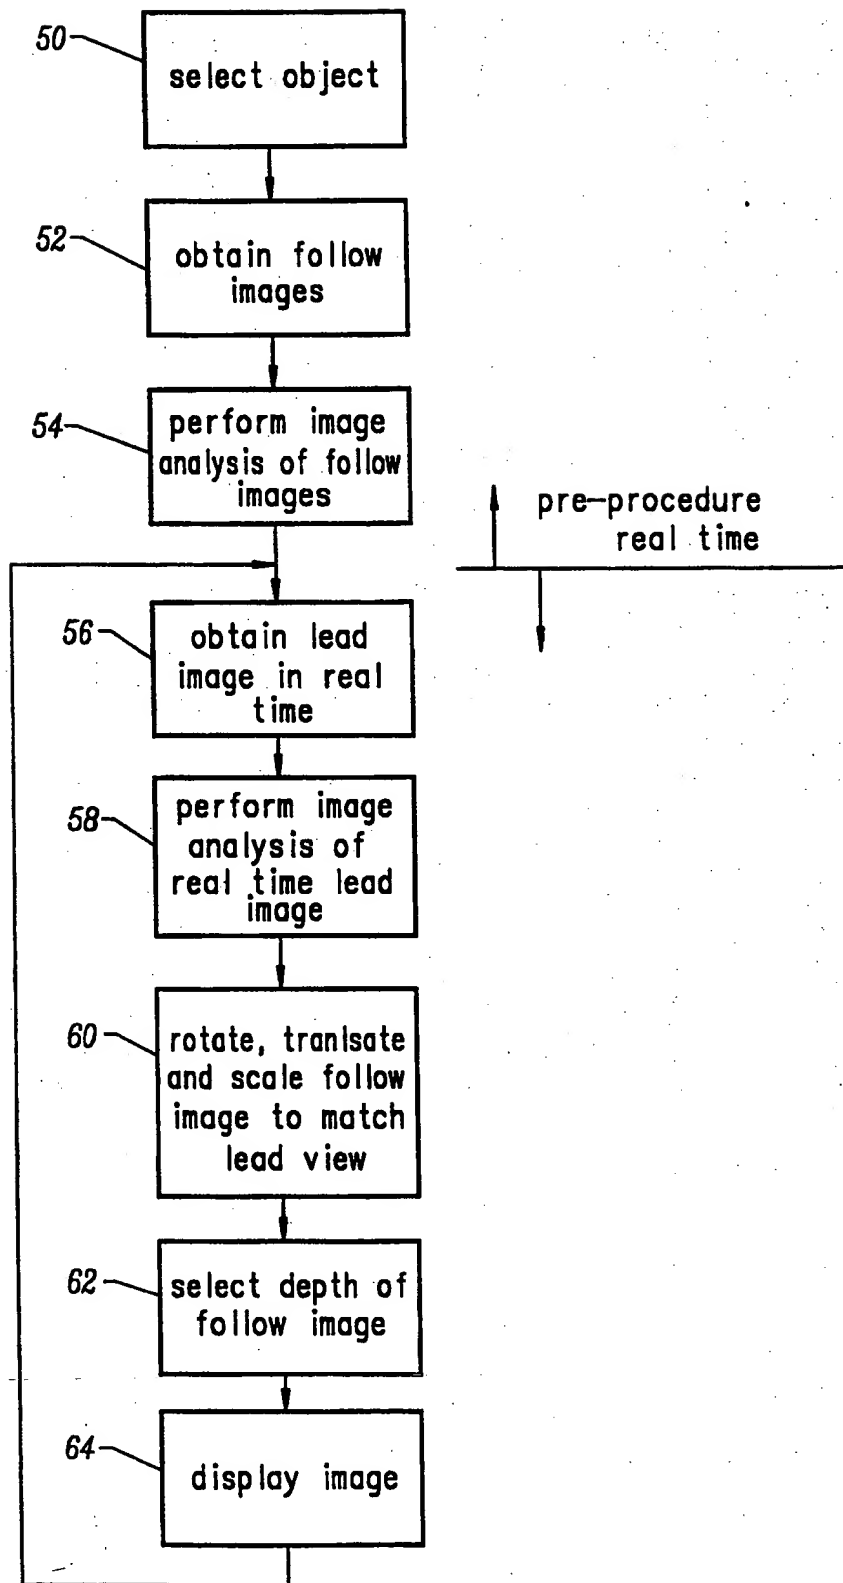 50
select object
52
obtain follow
images
54
perform image
analysis of follow
images
pre-procedure
real time
56
obtain lead
image in real
time
58
perform image
analysis of
real time lead
image
60
rotate, tranlsate
and scale follow
image to match
lead view
62
select depth of
follow image
64
display image